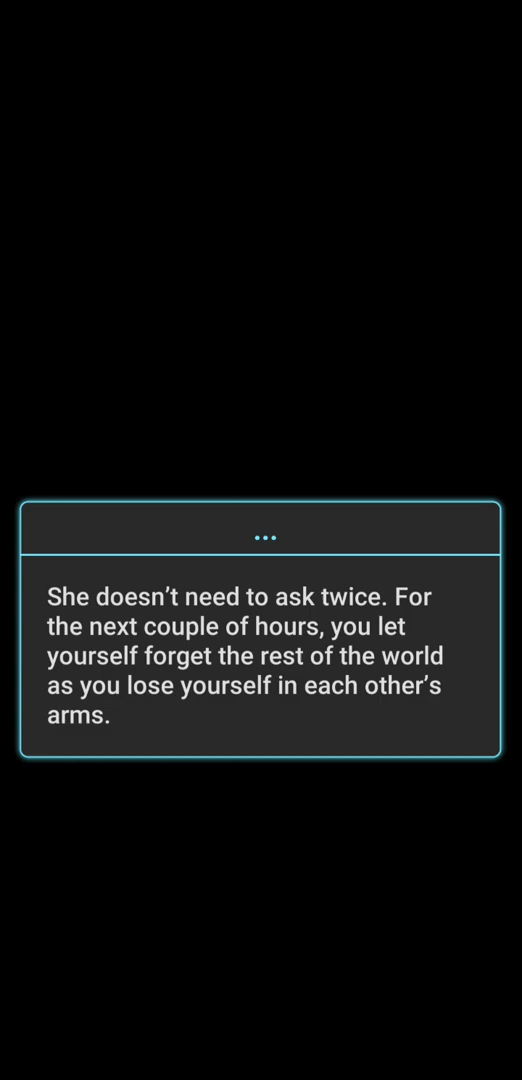 ...
She doesn’t need to ask twice. For
the next couple of hours, you let
yourself forget the rest of the world
as you lose yourself in each other’s
arms.